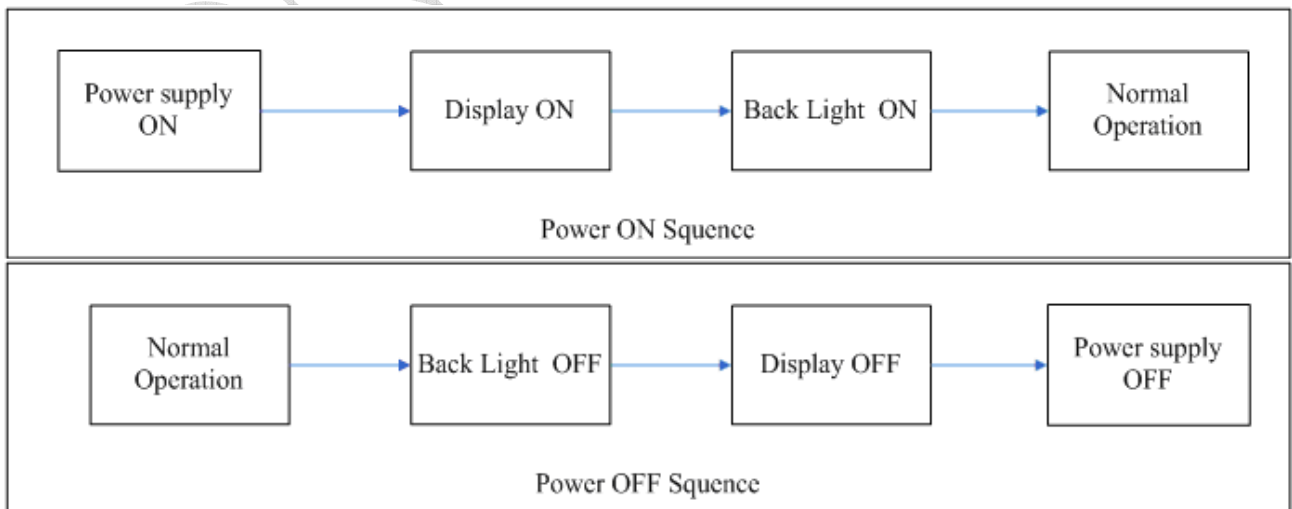 Power supply
ON
Display ON
Back Light ON
Normal
Operation
Power ON Squence
Normal
Operation
Back Light OFF
Display OFF
Power supply
OFF
Power OFF Squence